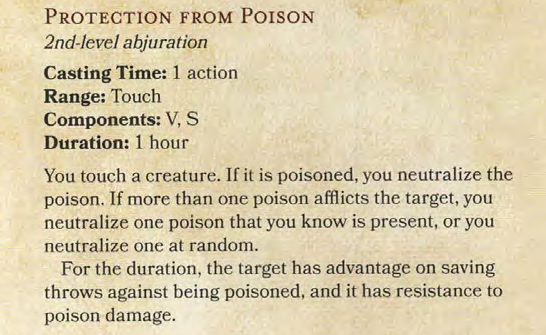 PROTECTION FROM POISON
2nd-level abjuration
Casting Time: 1 action
Range: Touch
Components: V, S
Duration: 1 hour
You touch a creature. If it is poisoned, you neutralize the
poison. If more than one poison afflicts the target, you
neutralize one poison that you know is present, or you
neutralize one at random.
For the duration, the target has advantage on saving
throws against being poisoned, and it has resistance to
poison damage.